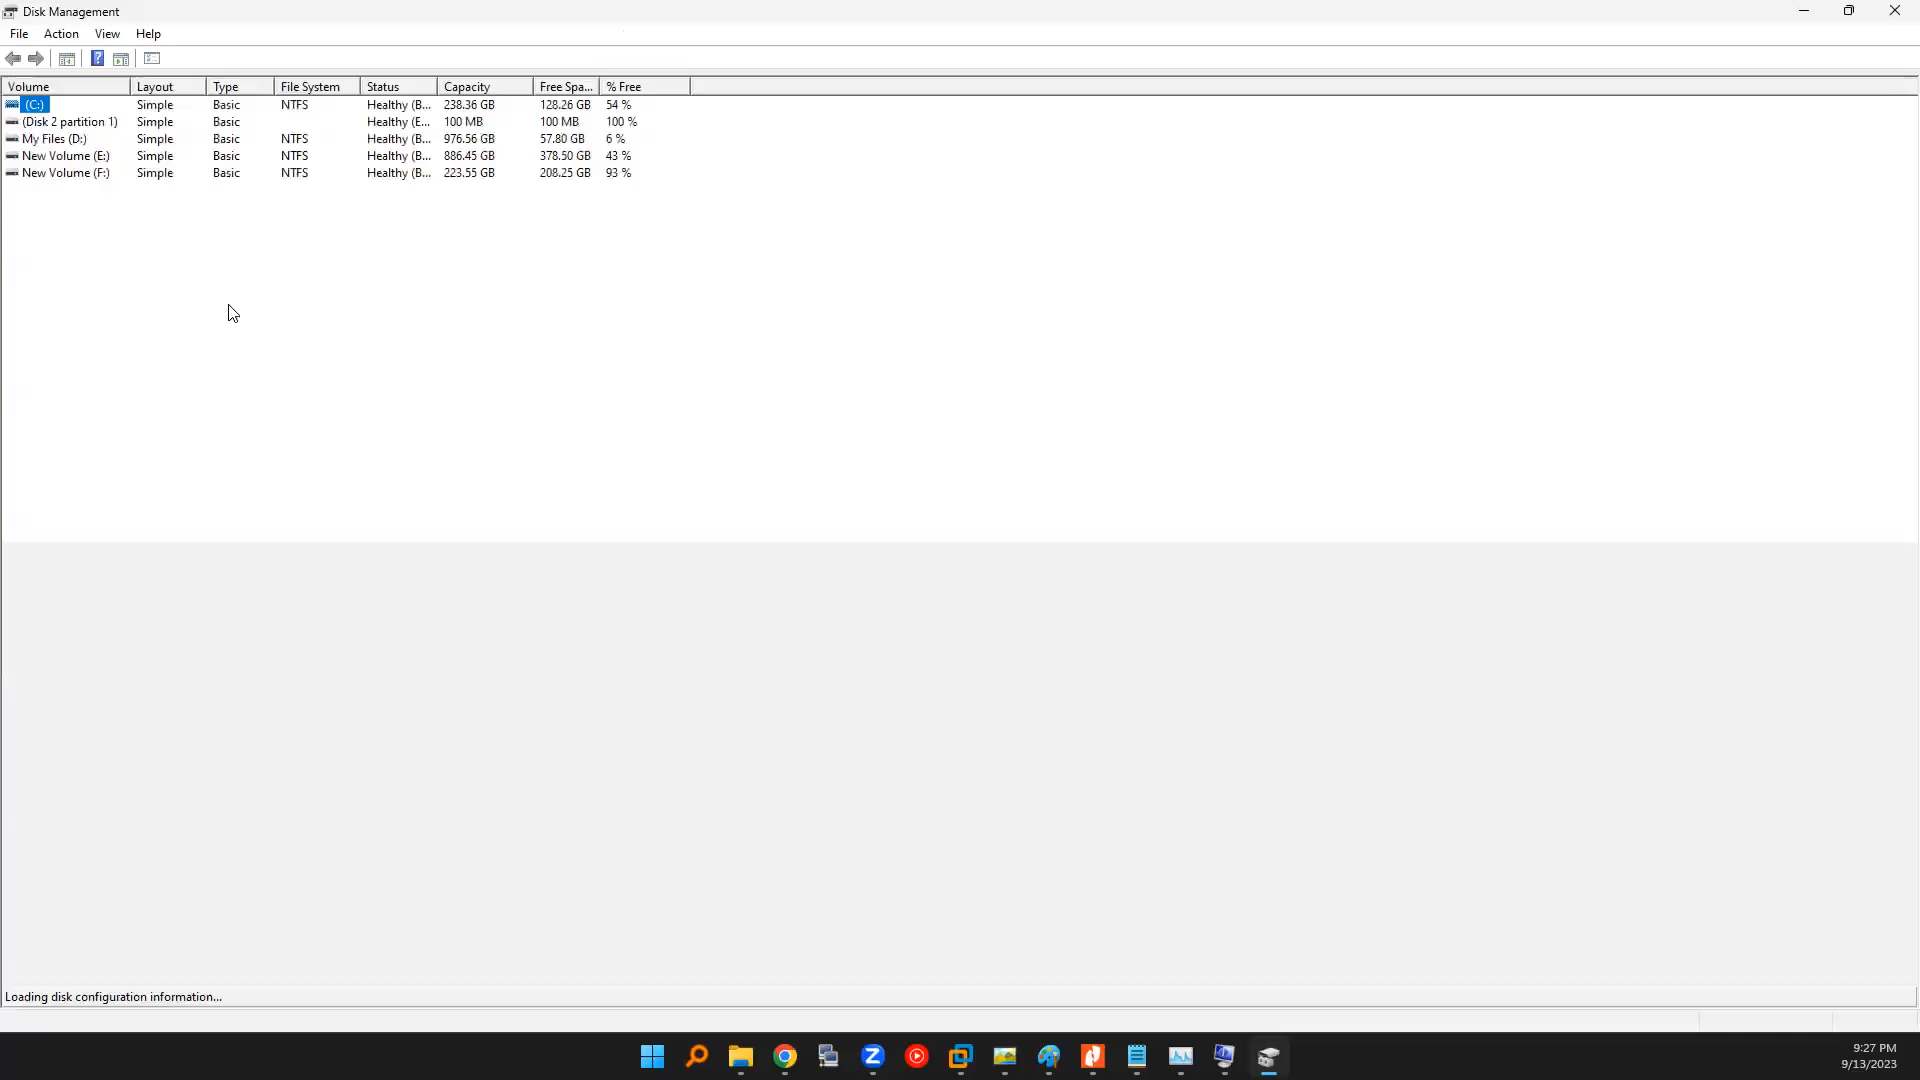 Disk Management
File Action View Help
Volume Layout Type File System Status Capacity Free Spa... % Free
(C:) Simple Basic NTFS Healthy (B... 238.36 GB 128.26 GB 54 %
(Disk 2 partition 1) Simple Basic Healthy (E... 100 MB 100 MB 100 %
My Files (D:) Simple Basic NTFS Healthy (B... 976.56 GB 57.80 GB 6 %
New Volume (E:) Simple Basic NTFS Healthy (B... 886.45 GB 378.50 GB 43 %
New Volume (F:) Simple Basic NTFS Healthy (B... 223.55 GB 208.25 GB 93 %
Loading disk configuration information...
9:27 PM
9/13/2023